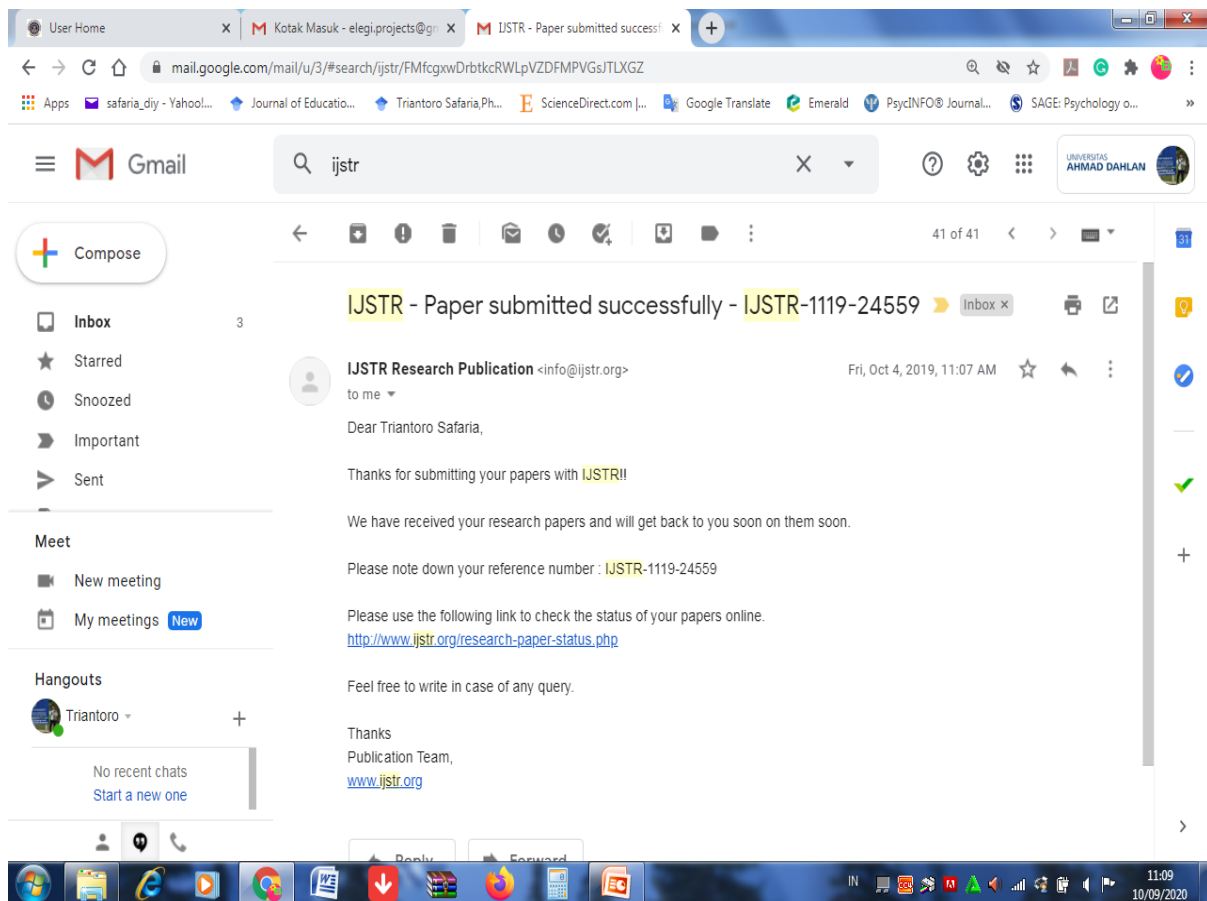 User Home
Kotak Masuk - elegi.projects@gn
IJSTR - Paper submitted successf
mail.google.com/mail/u/3/#search/ijstr/FMfcgxwDrbtkcRWLpVZDFMPVGsJTLXGZ
Apps safaria_diy - Yahoo!... Journal of Educatio... Triantoro Safaria,Ph... ScienceDirect.com |... Google Translate Emerald PsycINFO® Journal... SAGE: Psychology o... »
Gmail
ijstr
UNIVERSITAS
AHMAD DAHLAN
Compose
41 of 41
31
IJSTR - Paper submitted successfully - IJSTR-1119-24559 Inbox ×
Inbox 3
Starred
Snoozed
Important
Sent
IJSTR Research Publication <info@ijstr.org> Fri, Oct 4, 2019, 11:07 AM
to me
Dear Triantoro Safaria,
Thanks for submitting your papers with IJSTR!!
We have received your research papers and will get back to you soon on them soon.
Please note down your reference number : IJSTR-1119-24559
Please use the following link to check the status of your papers online.
http://www.ijstr.org/research-paper-status.php
Feel free to write in case of any query.
Thanks
Publication Team,
www.ijstr.org
Reply Forward
Meet
New meeting
My meetings New
Hangouts
Triantoro
No recent chats
Start a new one
IN
11:09
10/09/2020